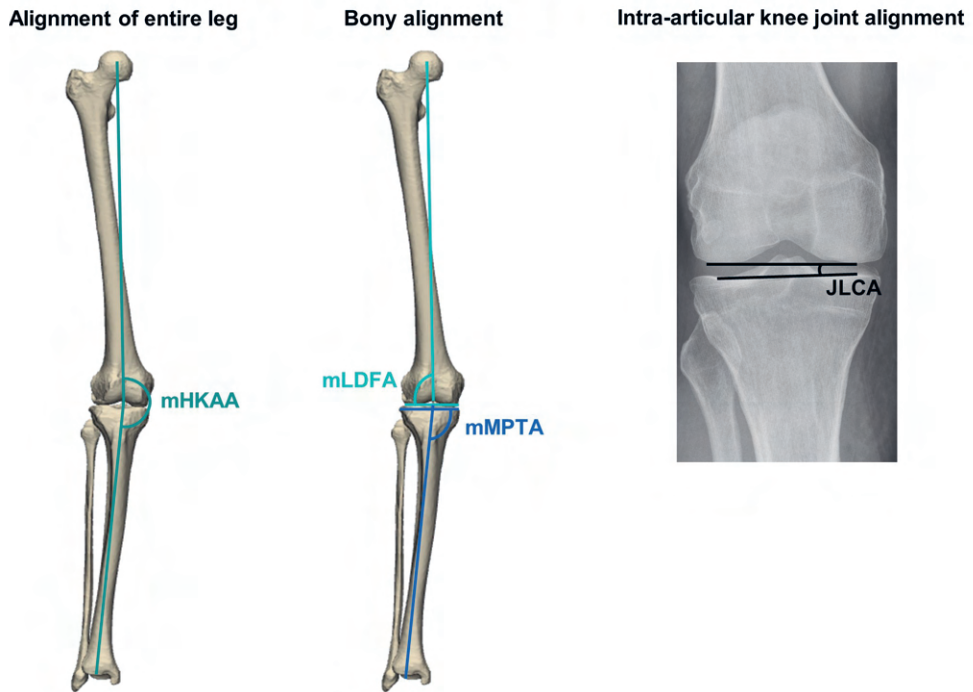 Alignment of entire leg
Bony alignment
Intra-articular knee joint alignment
mHKAA
mLDFA
mMPTA
JLCA